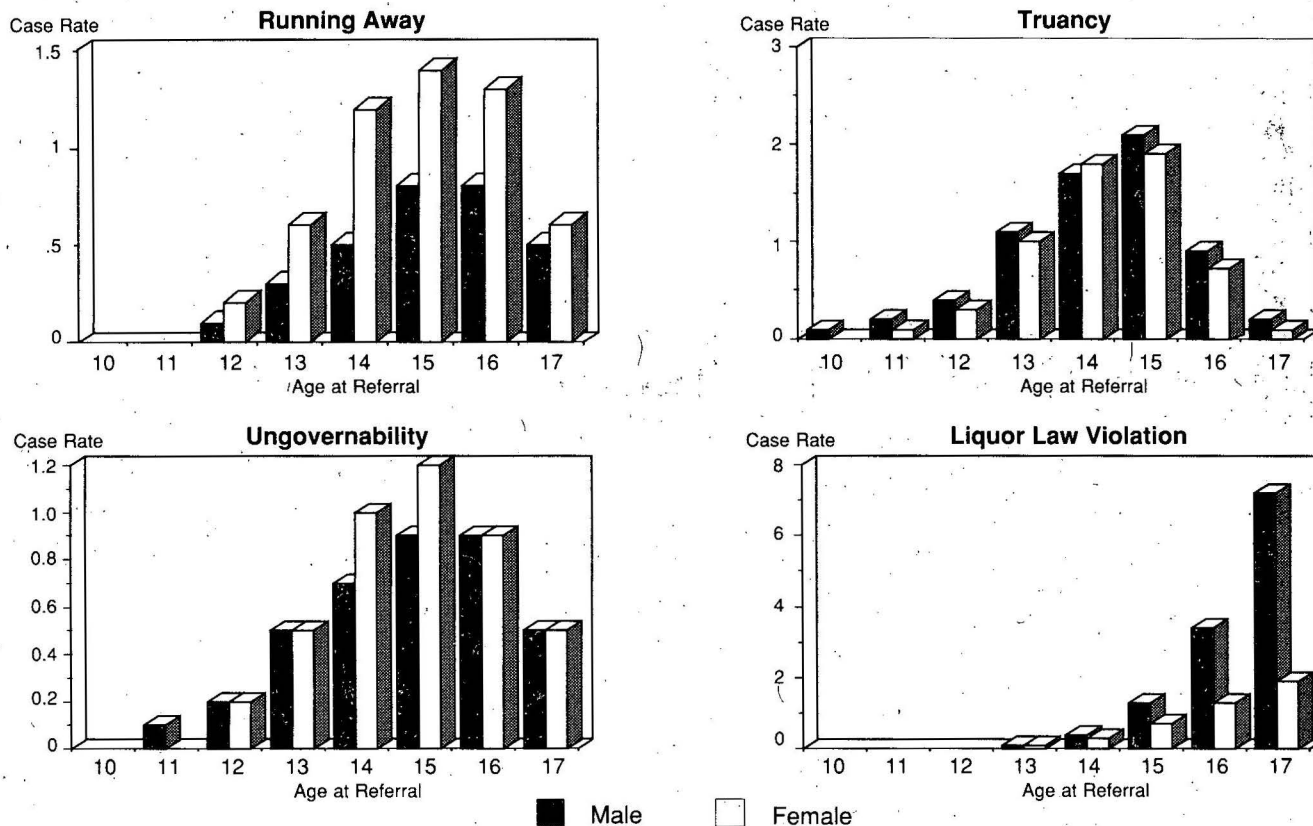 Running Away
Case Rate
1.5
1
.5
0
10 11 12 13 14 15 16 17
Age at Referral
Truancy
Case Rate
3
2
1
0
10 11 12 13 14 15 16 17
Age at Referral
Ungovernability
Case Rate
1.2
1.0
0.8
0.6
0.4
0.2
0
10 11 12 13 14 15 16 17
Age at Referral
Liquor Law Violation
Case Rate
8
6
4
2
0
10 11 12 13 14 15 16 17
Age at Referral
Male Female